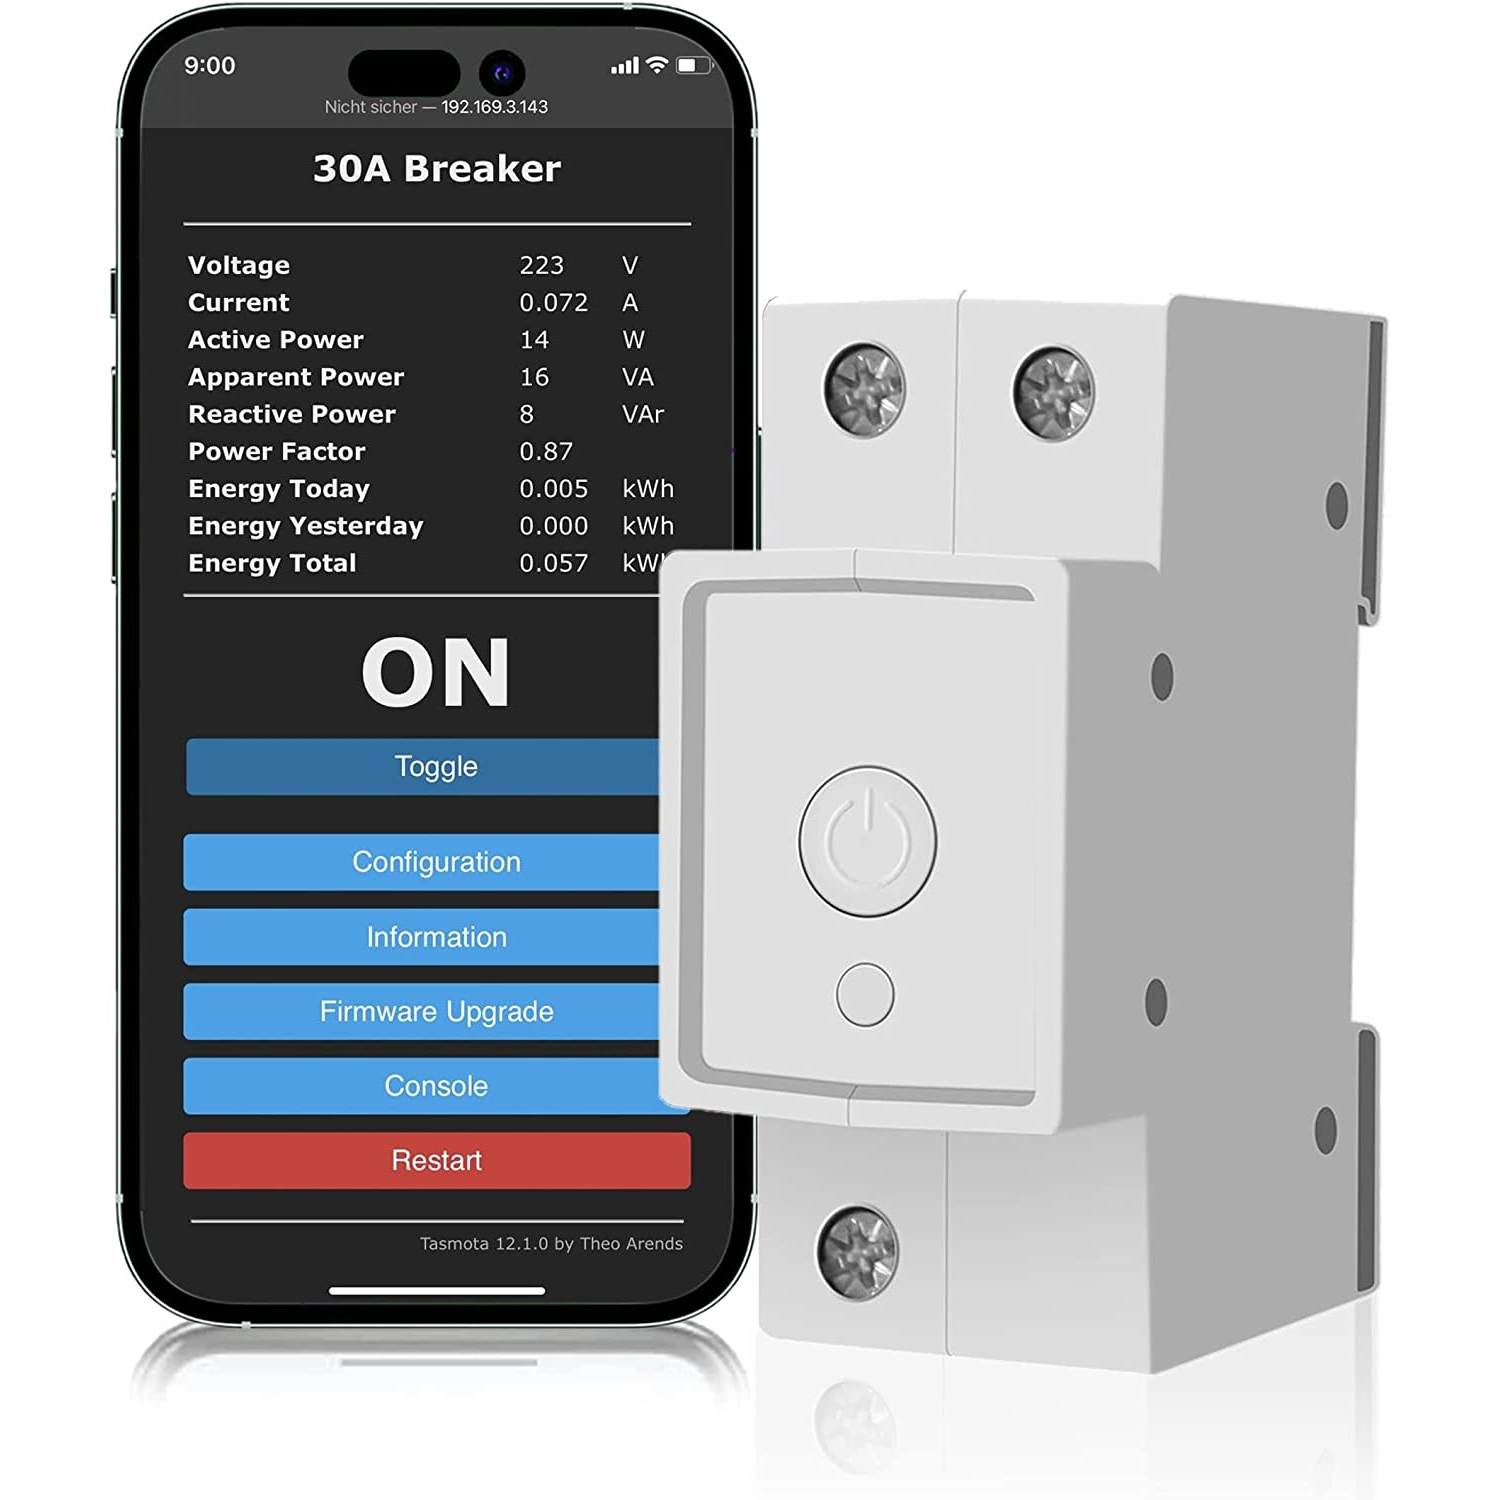 9:00
Nicht sicher — 192.169.3.143
30A Breaker
Voltage 223 V
Current 0.072 A
Active Power 14 W
Apparent Power 16 VA
Reactive Power 8 VAr
Power Factor 0.87
Energy Today 0.005 kWh
Energy Yesterday 0.000 kWh
Energy Total 0.057 kWh
ON
Toggle
Configuration
Information
Firmware Upgrade
Console
Restart
Tasmota 12.1.0 by Theo Arends